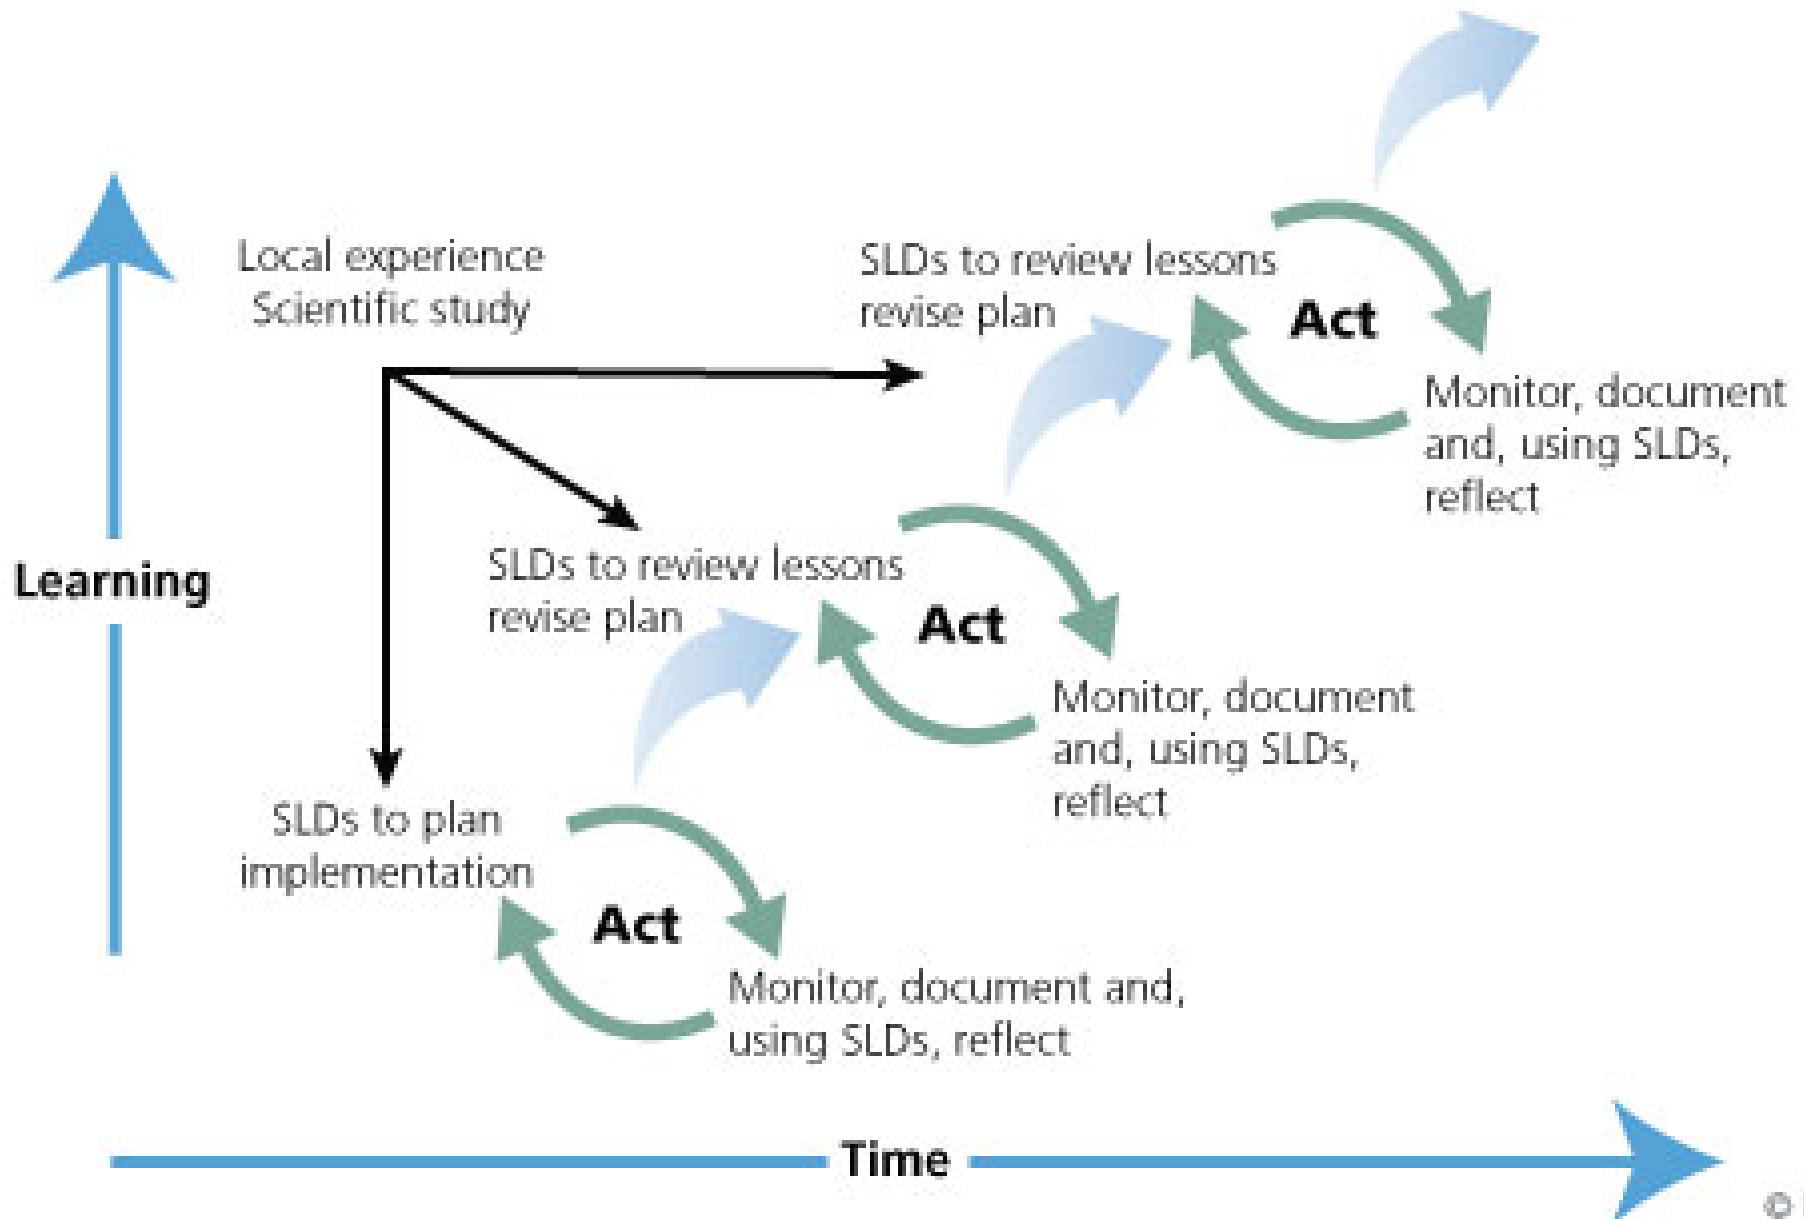 Local experience
Scientific study
SLDs to review lessons
revise plan
Act
Monitor, document
and, using SLDs,
reflect
Learning
SLDs to review lessons
revise plan
Act
Monitor, document
and, using SLDs,
reflect
SLDs to plan
implementation
Act
Monitor, document and,
using SLDs, reflect
Time
©